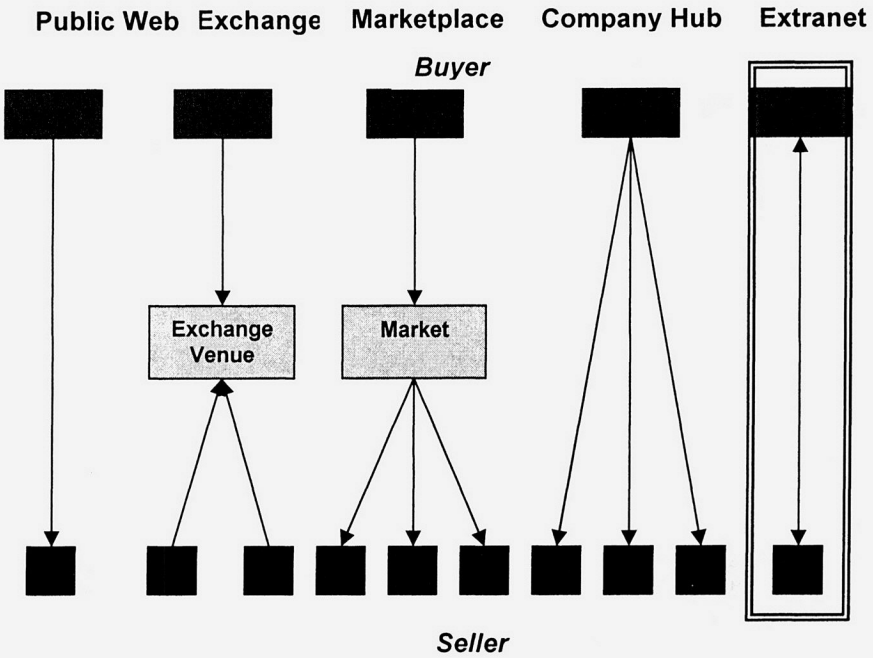 Public Web Exchange Marketplace Company Hub Extranet
Buyer
Exchange
Venue
Market
Seller